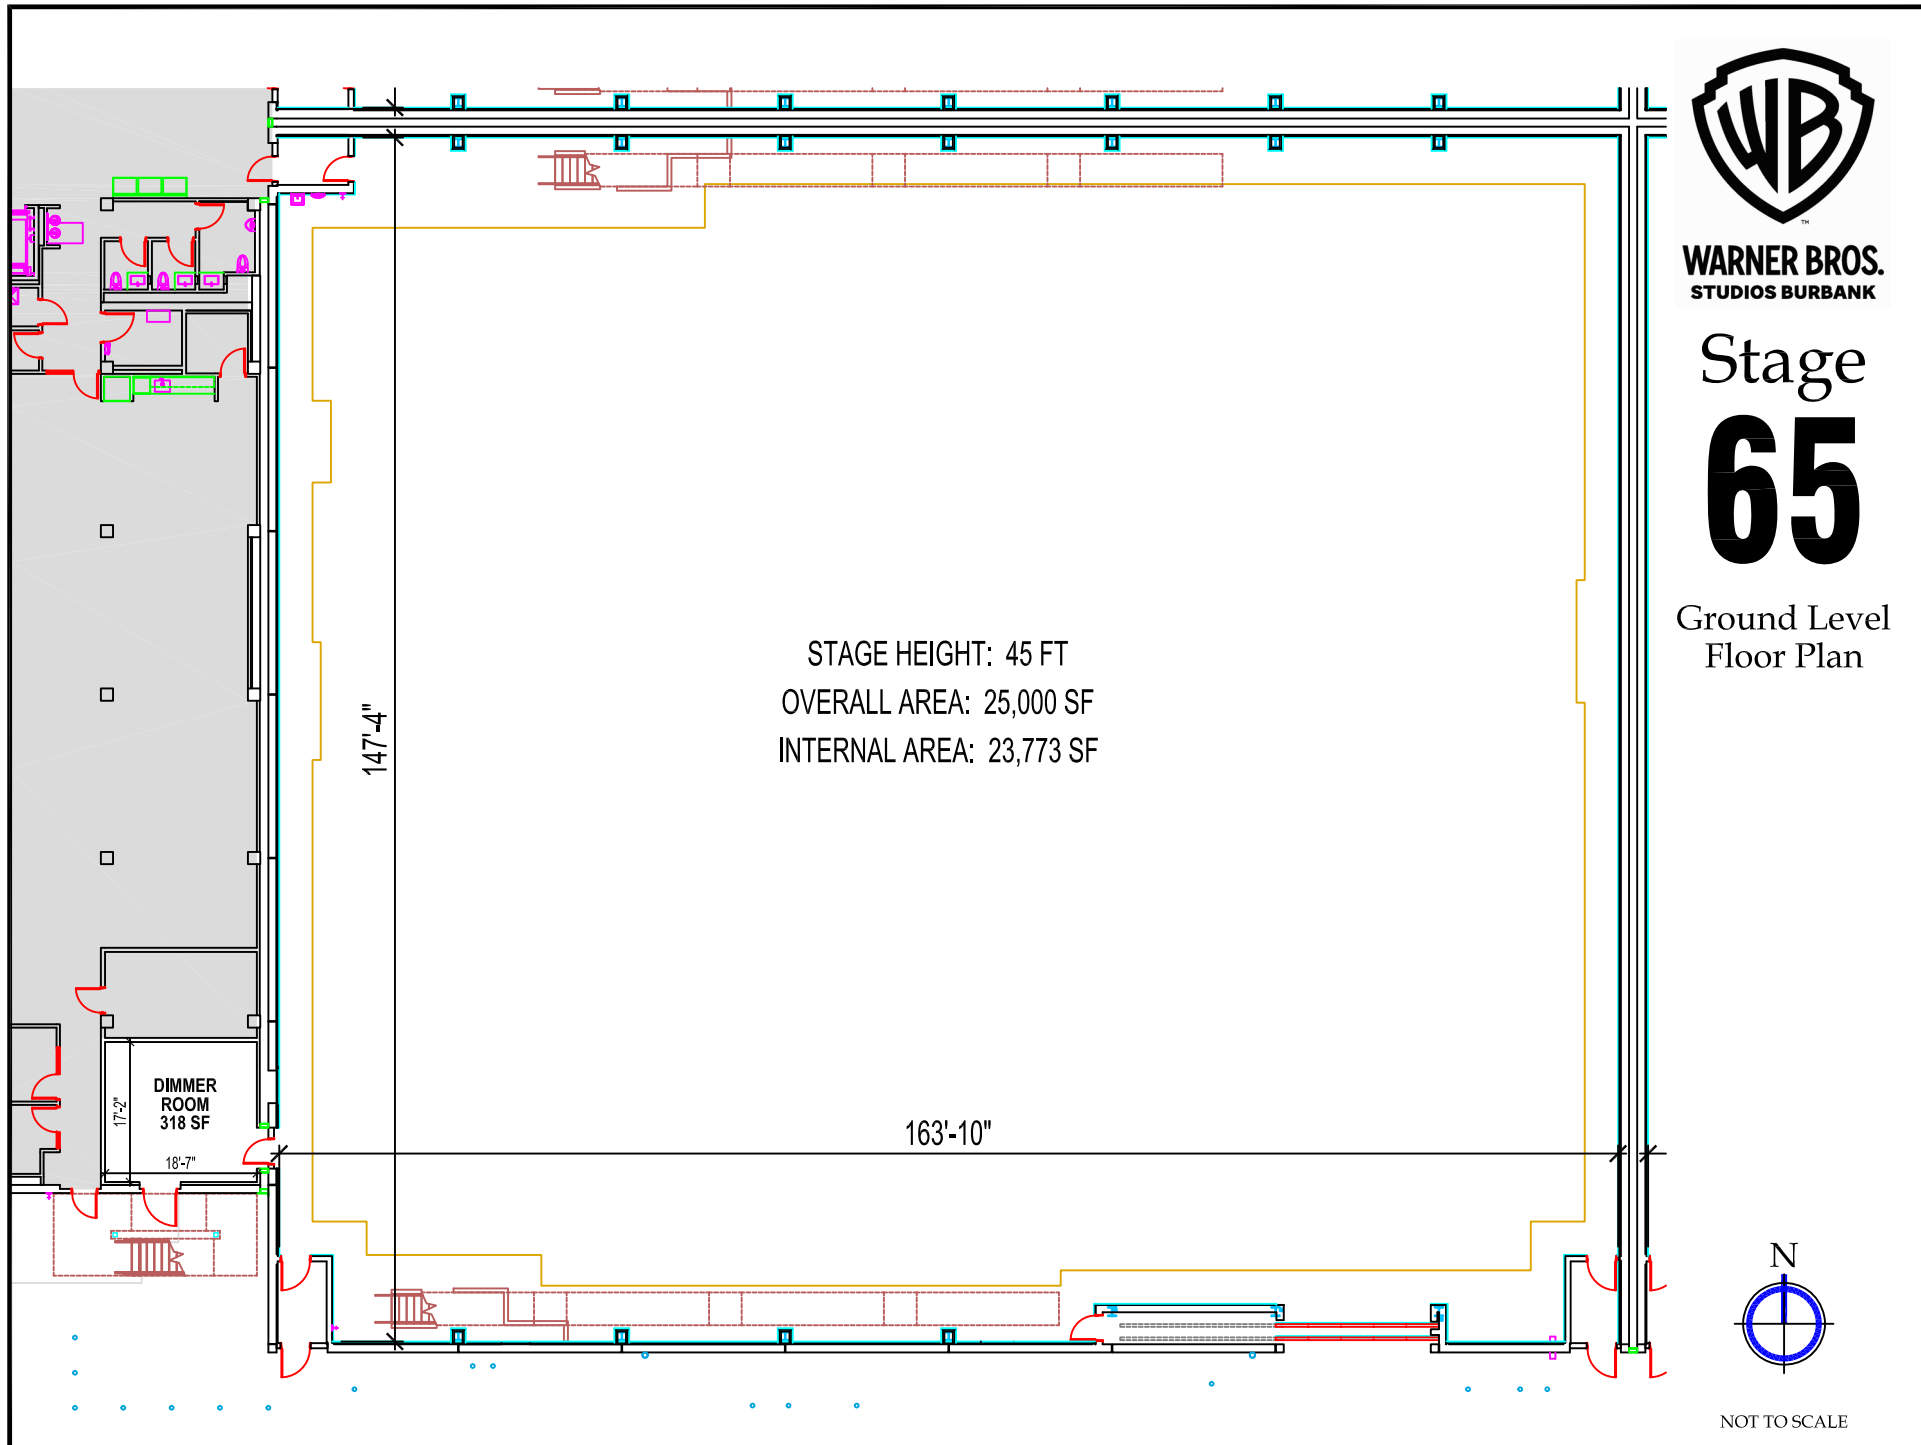 WB
™
WARNER BROS.
STUDIOS BURBANK
Stage
65
Ground Level
Floor Plan
STAGE HEIGHT: 45 FT
OVERALL AREA: 25,000 SF
INTERNAL AREA: 23,773 SF
147'-4"
163'-10"
DIMMER
ROOM
318 SF
17'-2"
18'-7"
N
NOT TO SCALE